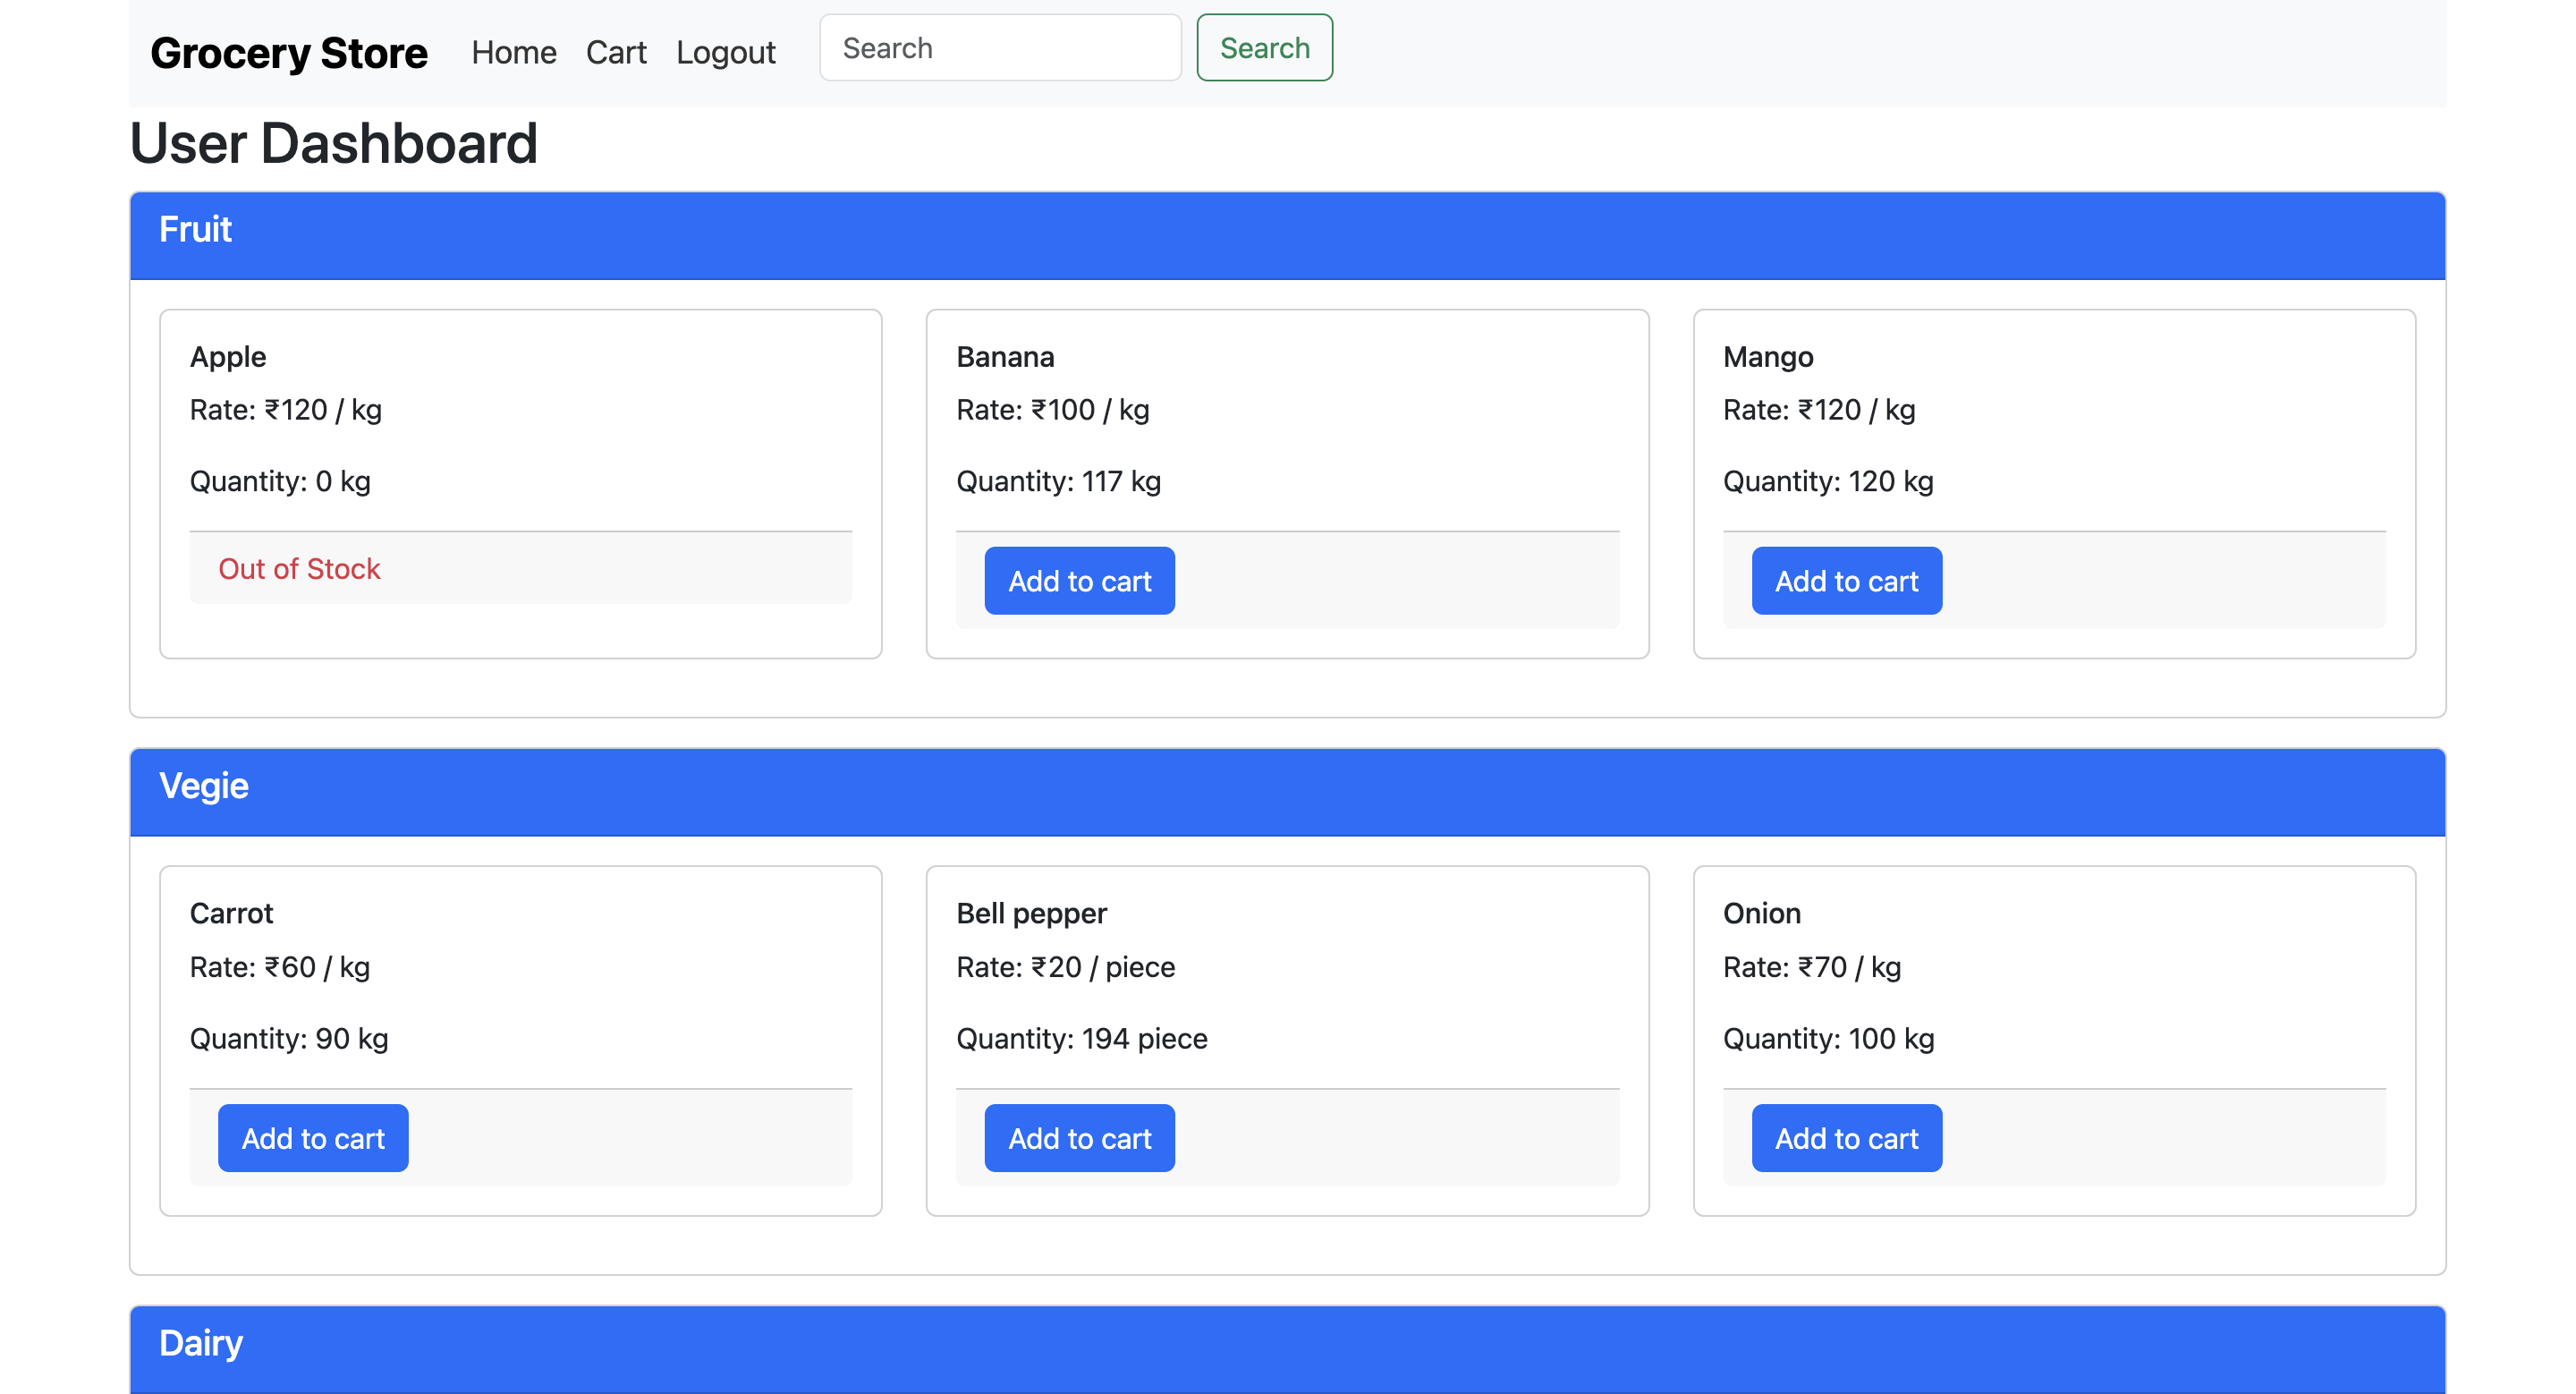 Grocery Store Home Cart Logout Search Search
User Dashboard
Fruit
Apple
Rate: ₹120 / kg
Quantity: 0 kg
Out of Stock
Banana
Rate: ₹100 / kg
Quantity: 117 kg
Add to cart
Mango
Rate: ₹120 / kg
Quantity: 120 kg
Add to cart
Vegie
Carrot
Rate: ₹60 / kg
Quantity: 90 kg
Add to cart
Bell pepper
Rate: ₹20 / piece
Quantity: 194 piece
Add to cart
Onion
Rate: ₹70 / kg
Quantity: 100 kg
Add to cart
Dairy